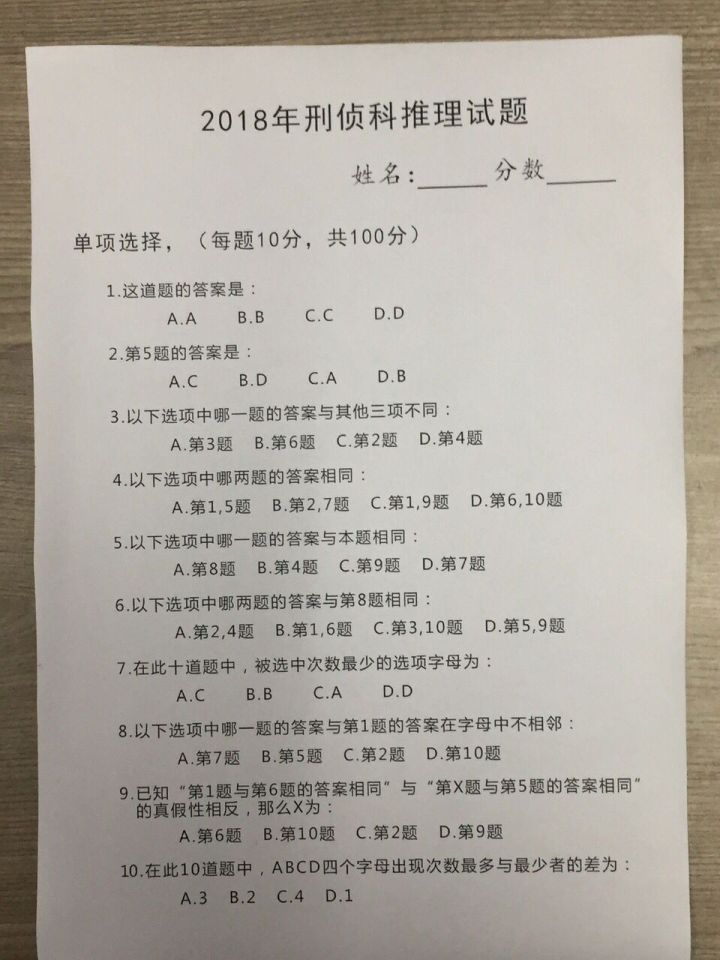 2018年刑侦科推理试题
姓名:_____ 分数_____
单项选择，（每题10分，共100分）
1.这道题的答案是：
A.A B.B C.C D.D
2.第5题的答案是：
A.C B.D C.A D.B
3.以下选项中哪一题的答案与其他三项不同：
A.第3题 B.第6题 C.第2题 D.第4题
4.以下选项中哪两题的答案相同：
A.第1,5题 B.第2,7题 C.第1,9题 D.第6,10题
5.以下选项中哪一题的答案与本题相同：
A.第8题 B.第4题 C.第9题 D.第7题
6.以下选项中哪两题的答案与第8题相同：
A.第2,4题 B.第1,6题 C.第3,10题 D.第5,9题
7.在此十道题中，被选中次数最少的选项字母为：
A.C B.B C.A D.D
8.以下选项中哪一题的答案与第1题的答案在字母中不相邻：
A.第7题 B.第5题 C.第2题 D.第10题
9.已知“第1题与第6题的答案相同”与“第X题与第5题的答案相同”
的真假性相反，那么X为：
A.第6题 B.第10题 C.第2题 D.第9题
10.在此10道题中，ABCD四个字母出现次数最多与最少者的差为：
A.3 B.2 C.4 D.1